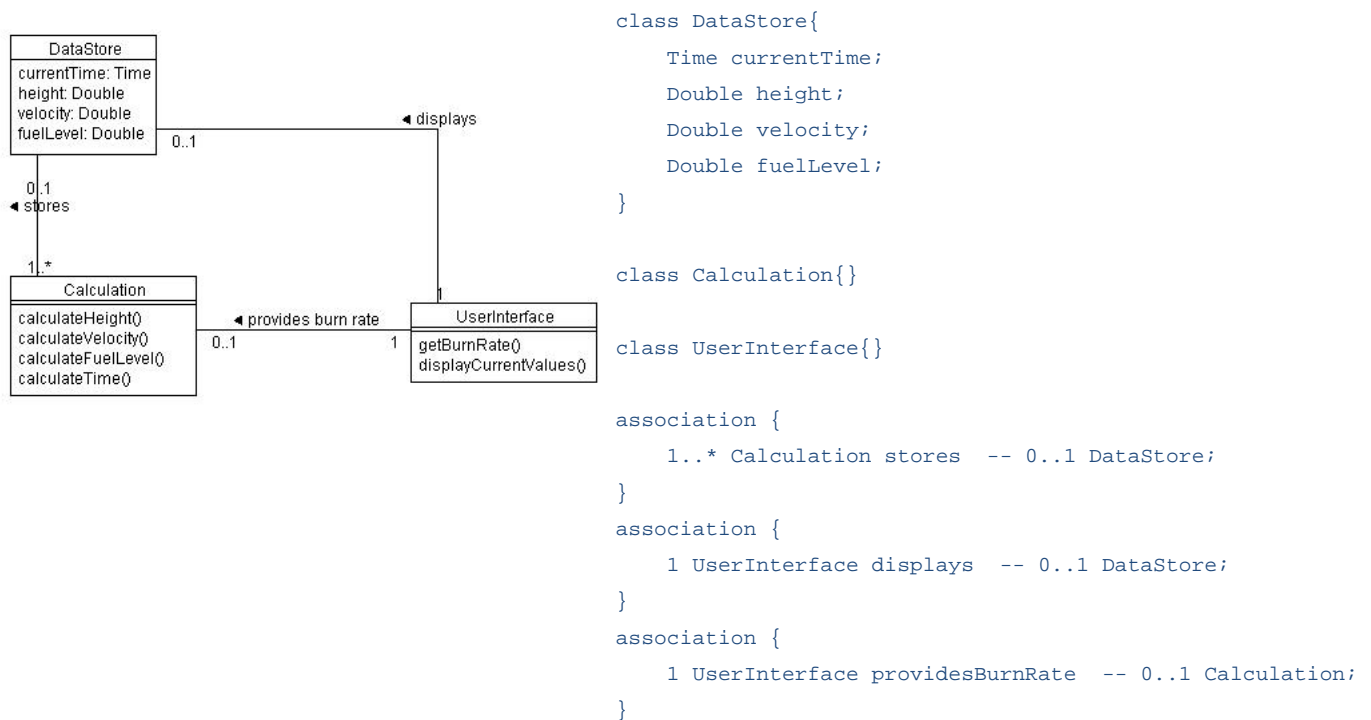 DataStore
currentTime: Time
height: Double
velocity: Double
fuelLevel: Double
0..1
displays
0..1
stores
1..*
Calculation
calculateHeight()
calculateVelocity()
calculateFuelLevel()
calculateTime()
provides burn rate
0..1
1
1
UserInterface
getBurnRate()
displayCurrentValues()
class DataStore{
    Time currentTime;
    Double height;
    Double velocity;
    Double fuelLevel;
}
class Calculation{}
class UserInterface{}
association {
    1..* Calculation stores  -- 0..1 DataStore;
}
association {
    1 UserInterface displays  -- 0..1 DataStore;
}
association {
    1 UserInterface providesBurnRate  -- 0..1 Calculation;
}